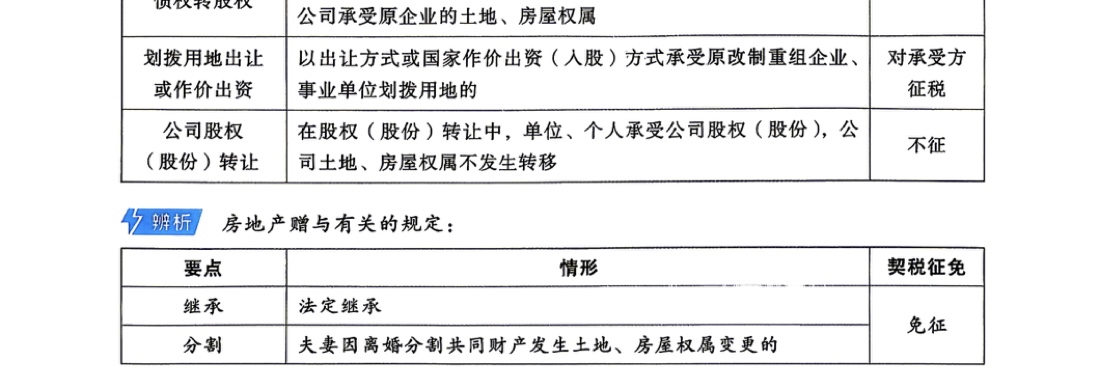 债权转股权
公司承受原企业的土地、房屋权属
划拨用地出让
或作价出资
以出让方式或国家作价出资（入股）方式承受原改制重组企业、
事业单位划拨用地的
对承受方
征税
公司股权
（股份）转让
在股权（股份）转让中，单位、个人承受公司股权（股份），公
司土地、房屋权属不发生转移
不征
辨析 房地产赠与有关的规定：
要点 情形 契税征免
继承 法定继承
免征
分割 夫妻因离婚分割共同财产发生土地、房屋权属变更的